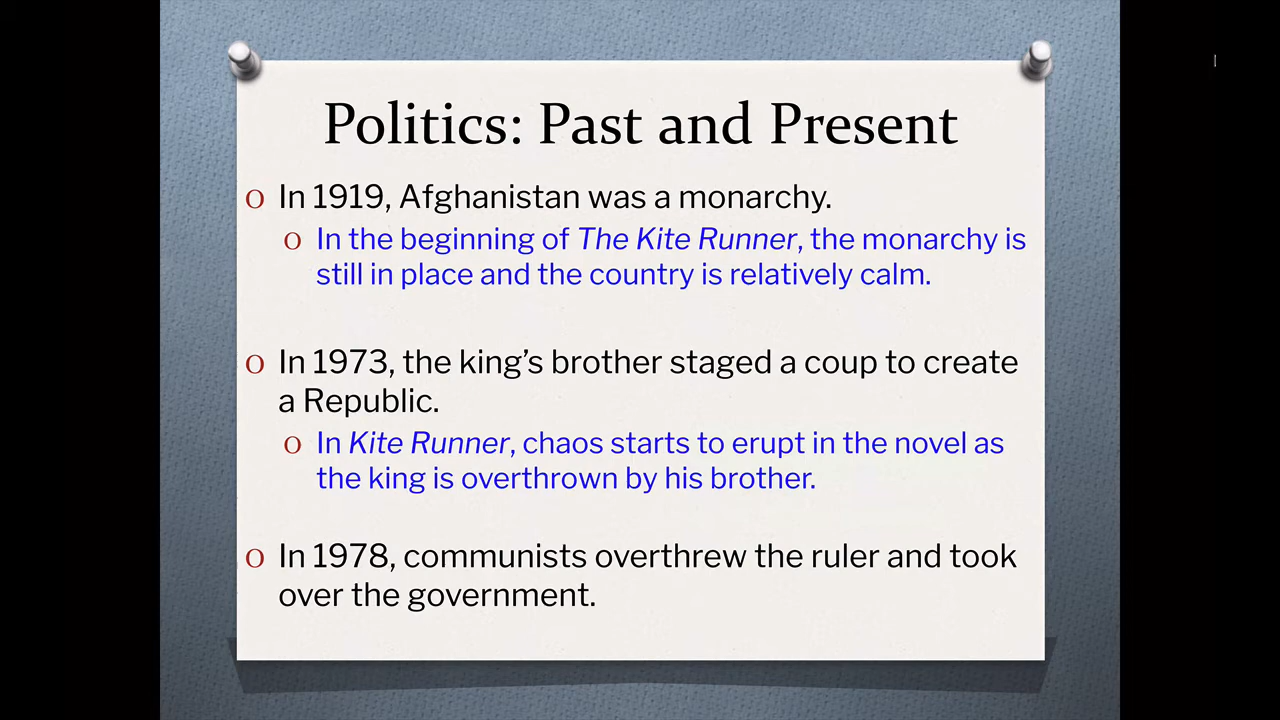 Politics: Past and Present
O In 1919, Afghanistan was a monarchy.
O In the beginning of The Kite Runner, the monarchy is
still in place and the country is relatively calm.
O In 1973, the king’s brother staged a coup to create
a Republic.
O In Kite Runner, chaos starts to erupt in the novel as
the king is overthrown by his brother.
O In 1978, communists overthrew the ruler and took
over the government.